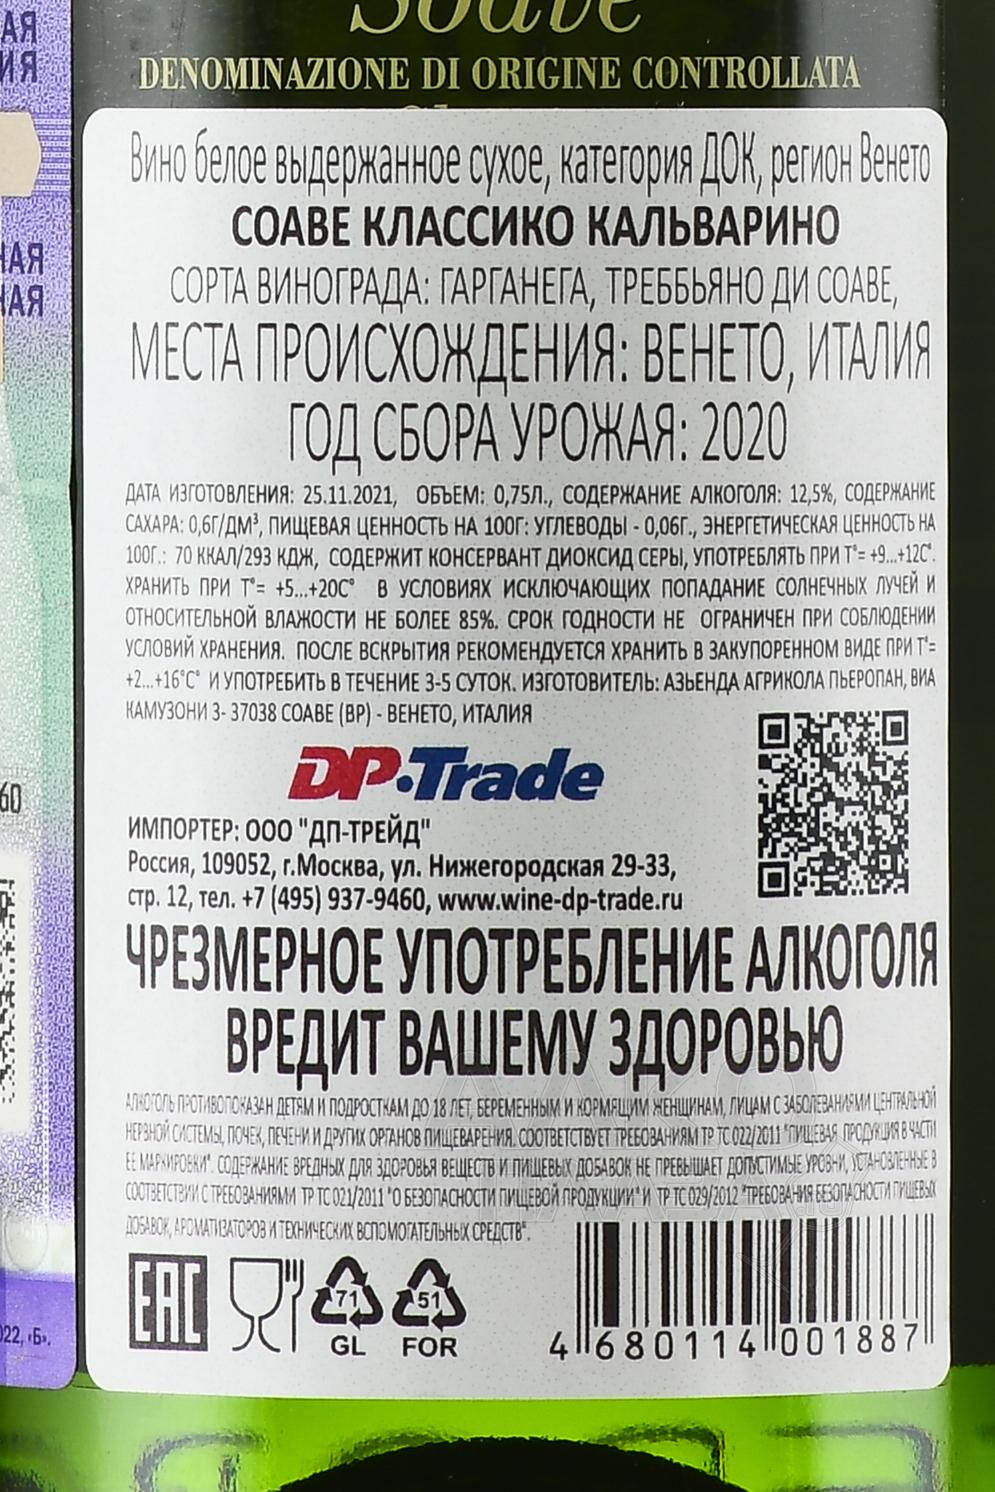 Soave
DENOMINAZIONE DI ORIGINE CONTROLLATA
Вино белое выдержанное сухое, категория ДОК, регион Венето
СОАВЕ КЛАССИКО КАЛЬВАРИНО
СОРТА ВИНОГРАДА: ГАРГАНЕГА, ТРЕББЬЯНО ДИ СОАВЕ,
МЕСТА ПРОИСХОЖДЕНИЯ: ВЕНЕТО, ИТАЛИЯ
ГОД СБОРА УРОЖАЯ: 2020
ДАТА ИЗГОТОВЛЕНИЯ: 25.11.2021, ОБЪЕМ: 0,75Л., СОДЕРЖАНИЕ АЛКОГОЛЯ: 12,5%, СОДЕРЖАНИЕ
САХАРА: 0,6Г/ДМ³, ПИЩЕВАЯ ЦЕННОСТЬ НА 100Г: УГЛЕВОДЫ - 0,06Г., ЭНЕРГЕТИЧЕСКАЯ ЦЕННОСТЬ НА
100Г.: 70 ККАЛ/293 КДЖ, СОДЕРЖИТ КОНСЕРВАНТ ДИОКСИД СЕРЫ, УПОТРЕБЛЯТЬ ПРИ Т°= +9...+12С°.
ХРАНИТЬ ПРИ Т°= +5...+20С° В УСЛОВИЯХ ИСКЛЮЧАЮЩИХ ПОПАДАНИЕ СОЛНЕЧНЫХ ЛУЧЕЙ И
ОТНОСИТЕЛЬНОЙ ВЛАЖОСТИ НЕ БОЛЕЕ 85%. СРОК ГОДНОСТИ НЕ ОГРАНИЧЕН ПРИ СОБЛЮДЕНИИ
УСЛОВИЙ ХРАНЕНИЯ. ПОСЛЕ ВСКРЫТИЯ РЕКОМЕНДУЕТСЯ ХРАНИТЬ В ЗАКУПОРЕННОМ ВИДЕ ПРИ Т°=
+2...+16°С° И УПОТРЕБИТЬ В ТЕЧЕНИЕ 3-5 СУТОК. ИЗГОТОВИТЕЛЬ: АЗЬЕНДА АГРИКОЛА ПЬЕРОПАН, ВИА
КАМУЗОНИ 3- 37038 СОАВЕ (ВР) - ВЕНЕТО, ИТАЛИЯ
DP·Trade
ИМПОРТЕР: ООО "ДП-ТРЕЙД"
Россия, 109052, г.Москва, ул. Нижегородская 29-33,
стр. 12, тел. +7 (495) 937-9460, www.wine-dp-trade.ru
ЧРЕЗМЕРНОЕ УПОТРЕБЛЕНИЕ АЛКОГОЛЯ
ВРЕДИТ ВАШЕМУ ЗДОРОВЬЮ
АЛКОГОЛЬ ПРОТИВОПОКАЗАН ДЕТЯМ И ПОДРОСТКАМ ДО 18 ЛЕТ, БЕРЕМЕННЫМ И КОРМЯЩИМ ЖЕНЩИНАМ, ЛИЦАМ С ЗАБОЛЕВАНИЯМИ ЦЕНТРАЛЬНОЙ
НЕРВНОЙ СИСТЕМЫ, ПОЧЕК, ПЕЧЕНИ И ДРУГИХ ОРГАНОВ ПИЩЕВАРЕНИЯ. СООТВЕТСТВУЕТ ТРЕБОВАНИЯМ ТР ТС 022/2011 "ПИЩЕВАЯ ПРОДУКЦИЯ В ЧАСТИ
ЕЕ МАРКИРОВКИ". СОДЕРЖАНИЕ ВРЕДНЫХ ДЛЯ ЗДОРОВЬЯ ВЕЩЕСТВ И ПИЩЕВЫХ ДОБАВОК НЕ ПРЕВЫШАЕТ ДОПУСТИМЫЕ УРОВНИ, УСТАНОВЛЕННЫЕ В
СООТВЕТСТВИИ С ТРЕБОВАНИЯМИ ТР ТС 021/2011 "О БЕЗОПАСНОСТИ ПИЩЕВОЙ ПРОДУКЦИИ" И ТР ТС 029/2012 "ТРЕБОВАНИЯ БЕЗОПАСНОСТИ ПИЩЕВЫХ
ДОБАВОК, АРОМАТИЗАТОРОВ И ТЕХНИЧЕСКИХ ВСПОМОГАТЕЛЬНЫХ СРЕДСТВ".
EAC
71
GL
51
FOR
4 680114 001887
60
022, «Б».